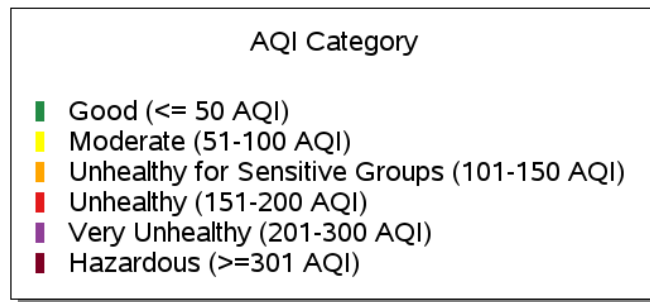 AQI Category
Good (<= 50 AQI)
Moderate (51-100 AQI)
Unhealthy for Sensitive Groups (101-150 AQI)
Unhealthy (151-200 AQI)
Very Unhealthy (201-300 AQI)
Hazardous (>=301 AQI)